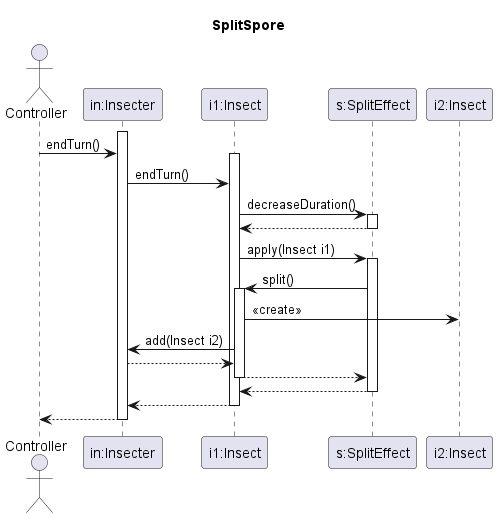 SplitSpore
Controller
in:Insecter
i1:Insect
s:SplitEffect
i2:Insect
endTurn()
endTurn()
decreaseDuration()
apply(Insect i1)
split()
«create»
add(Insect i2)
Controller
in:Insecter
i1:Insect
s:SplitEffect
i2:Insect